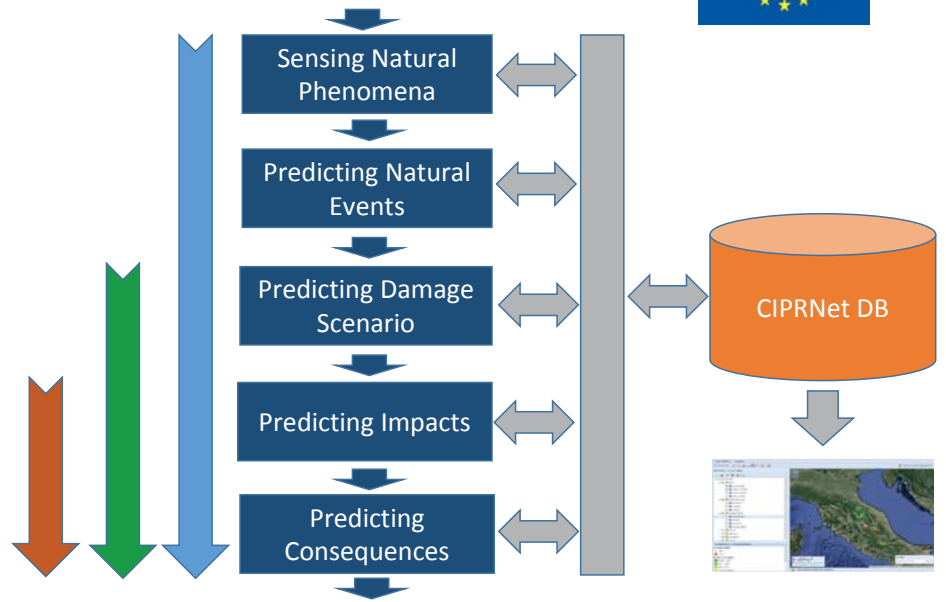 Sensing Natural
Phenomena
Predicting Natural
Events
Predicting Damage
Scenario
CIPRNet DB
Predicting Impacts
Predicting
Consequences